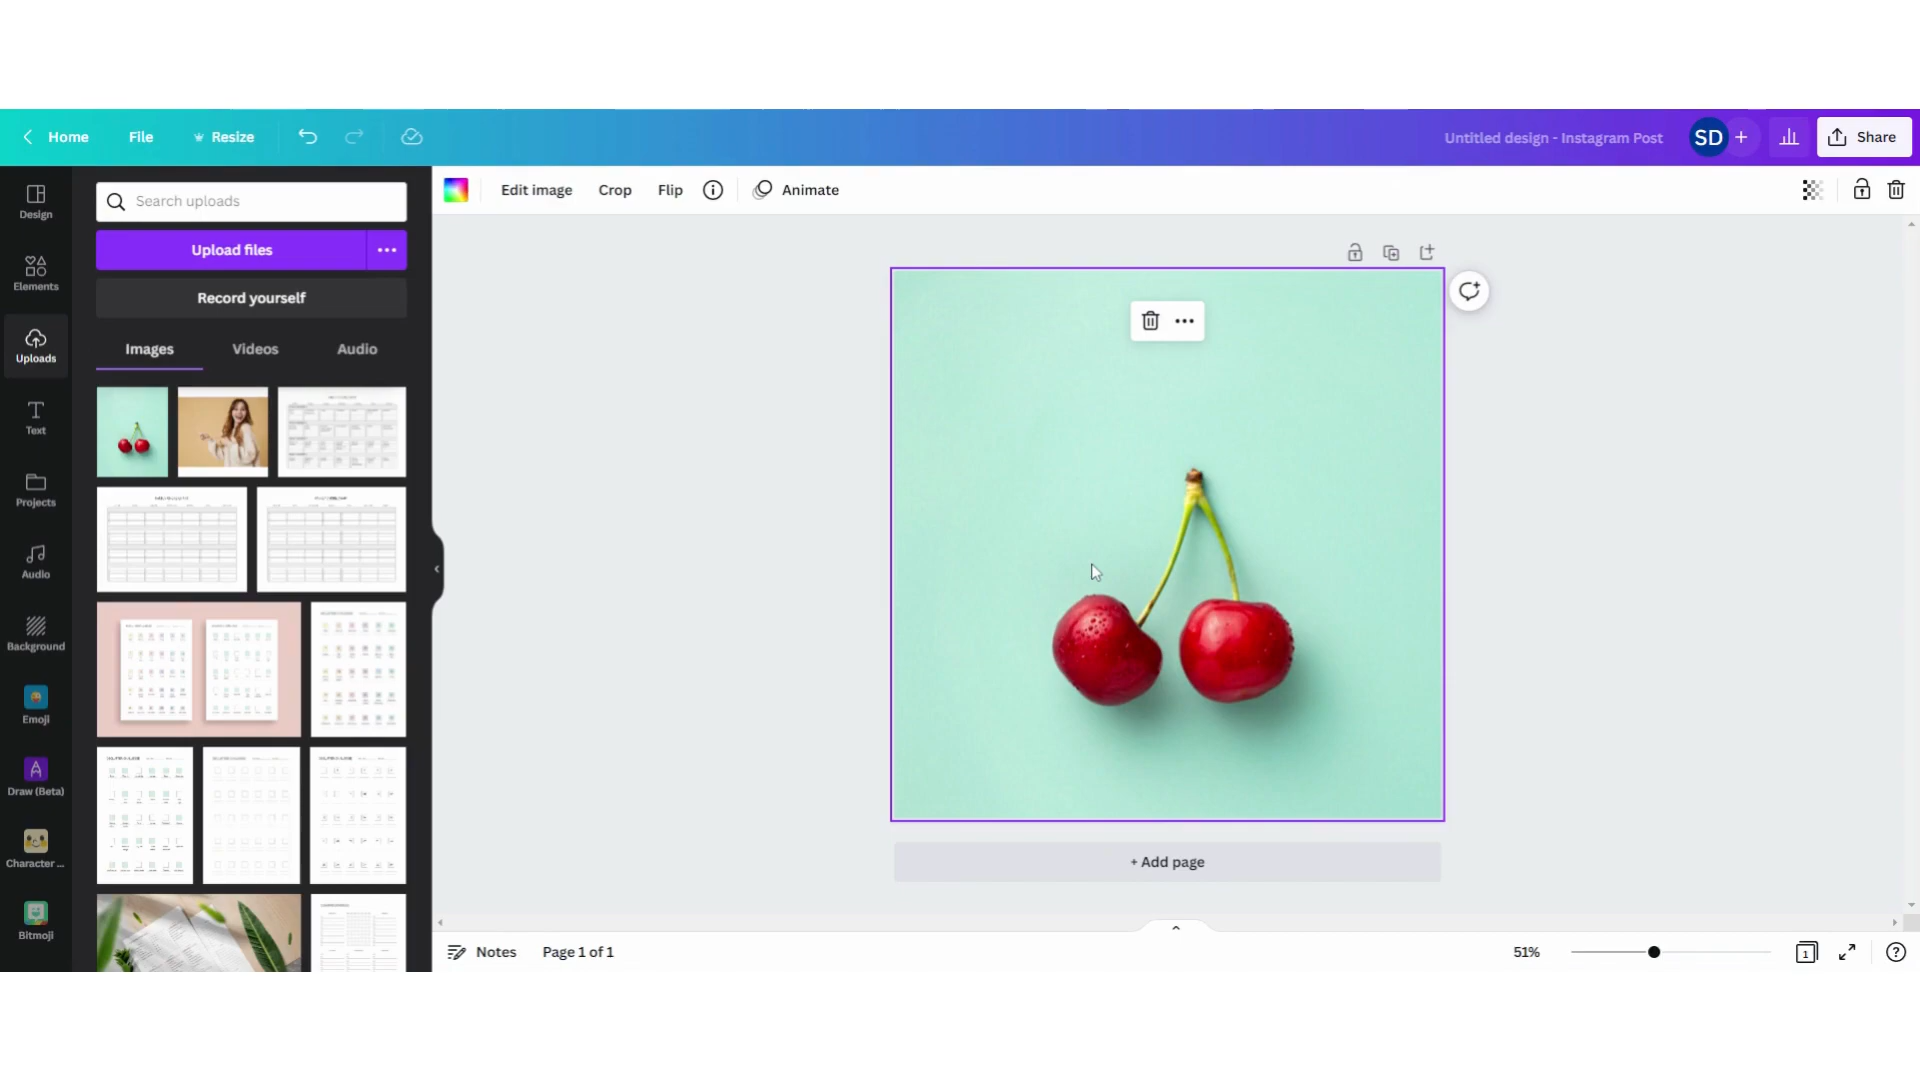 Home
File
Resize
Untitled design - Instagram Post
SD
+
Share
Design
Elements
Uploads
Text
Projects
Audio
Background
Emoji
Draw (Beta)
Character ...
Bitmoji
Search uploads
Upload files
Record yourself
Images
Videos
Audio
Edit image
Crop
Flip
Animate
+ Add page
Notes
Page 1 of 1
51%
1
?